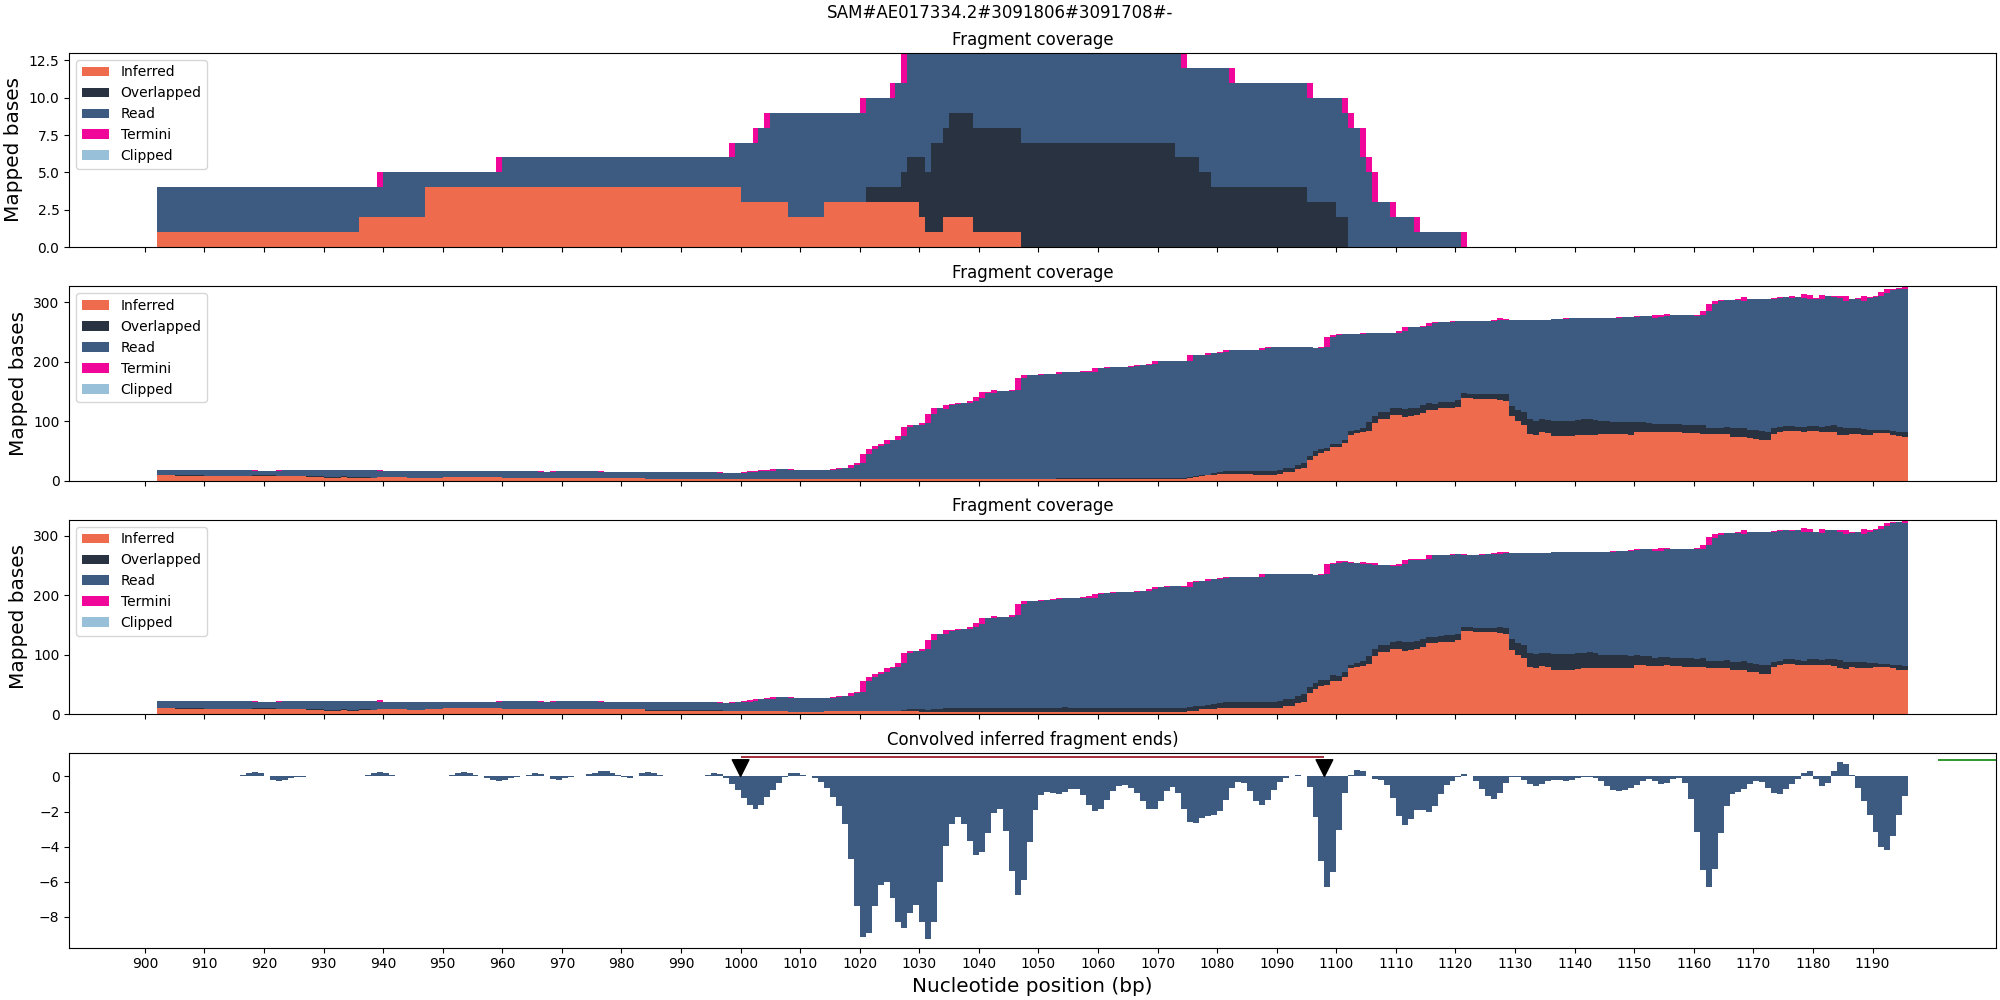 SAM#AE017334.2#3091806#3091708#-
Fragment coverage
Mapped bases
12.5
10.0
7.5
5.0
2.5
0.0
Inferred
Overlapped
Read
Termini
Clipped
Fragment coverage
Mapped bases
300
200
100
0
Inferred
Overlapped
Read
Termini
Clipped
Fragment coverage
Mapped bases
300
200
100
0
Inferred
Overlapped
Read
Termini
Clipped
Convolved inferred fragment ends)
0
−2
−4
−6
−8
900 910 920 930 940 950 960 970 980 990 1000 1010 1020 1030 1040 1050 1060 1070 1080 1090 1100 1110 1120 1130 1140 1150 1160 1170 1180 1190
Nucleotide position (bp)